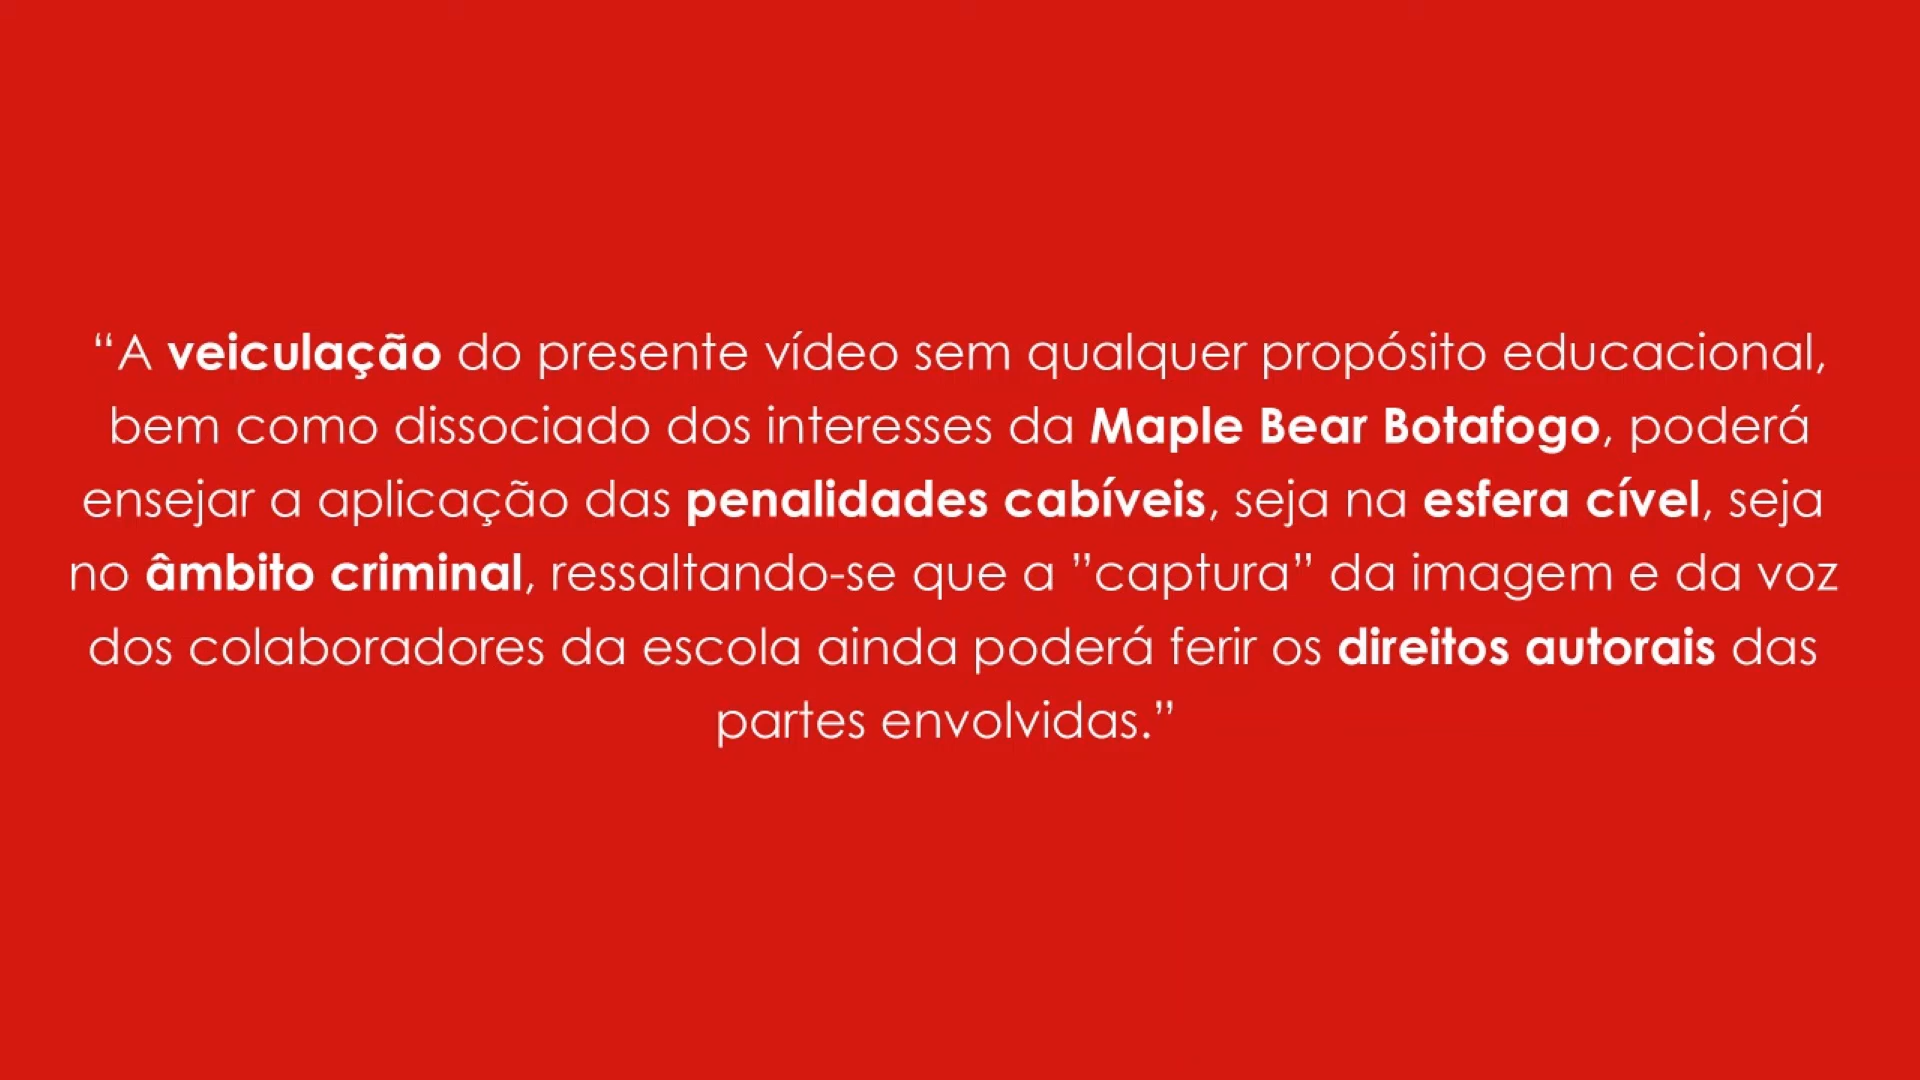 “A veiculação do presente vídeo sem qualquer propósito educacional,
bem como dissociado dos interesses da Maple Bear Botafogo, poderá
ensejar a aplicação das penalidades cabíveis, seja na esfera cível, seja
no âmbito criminal, ressaltando-se que a ”captura” da imagem e da voz
dos colaboradores da escola ainda poderá ferir os direitos autorais das
partes envolvidas.”